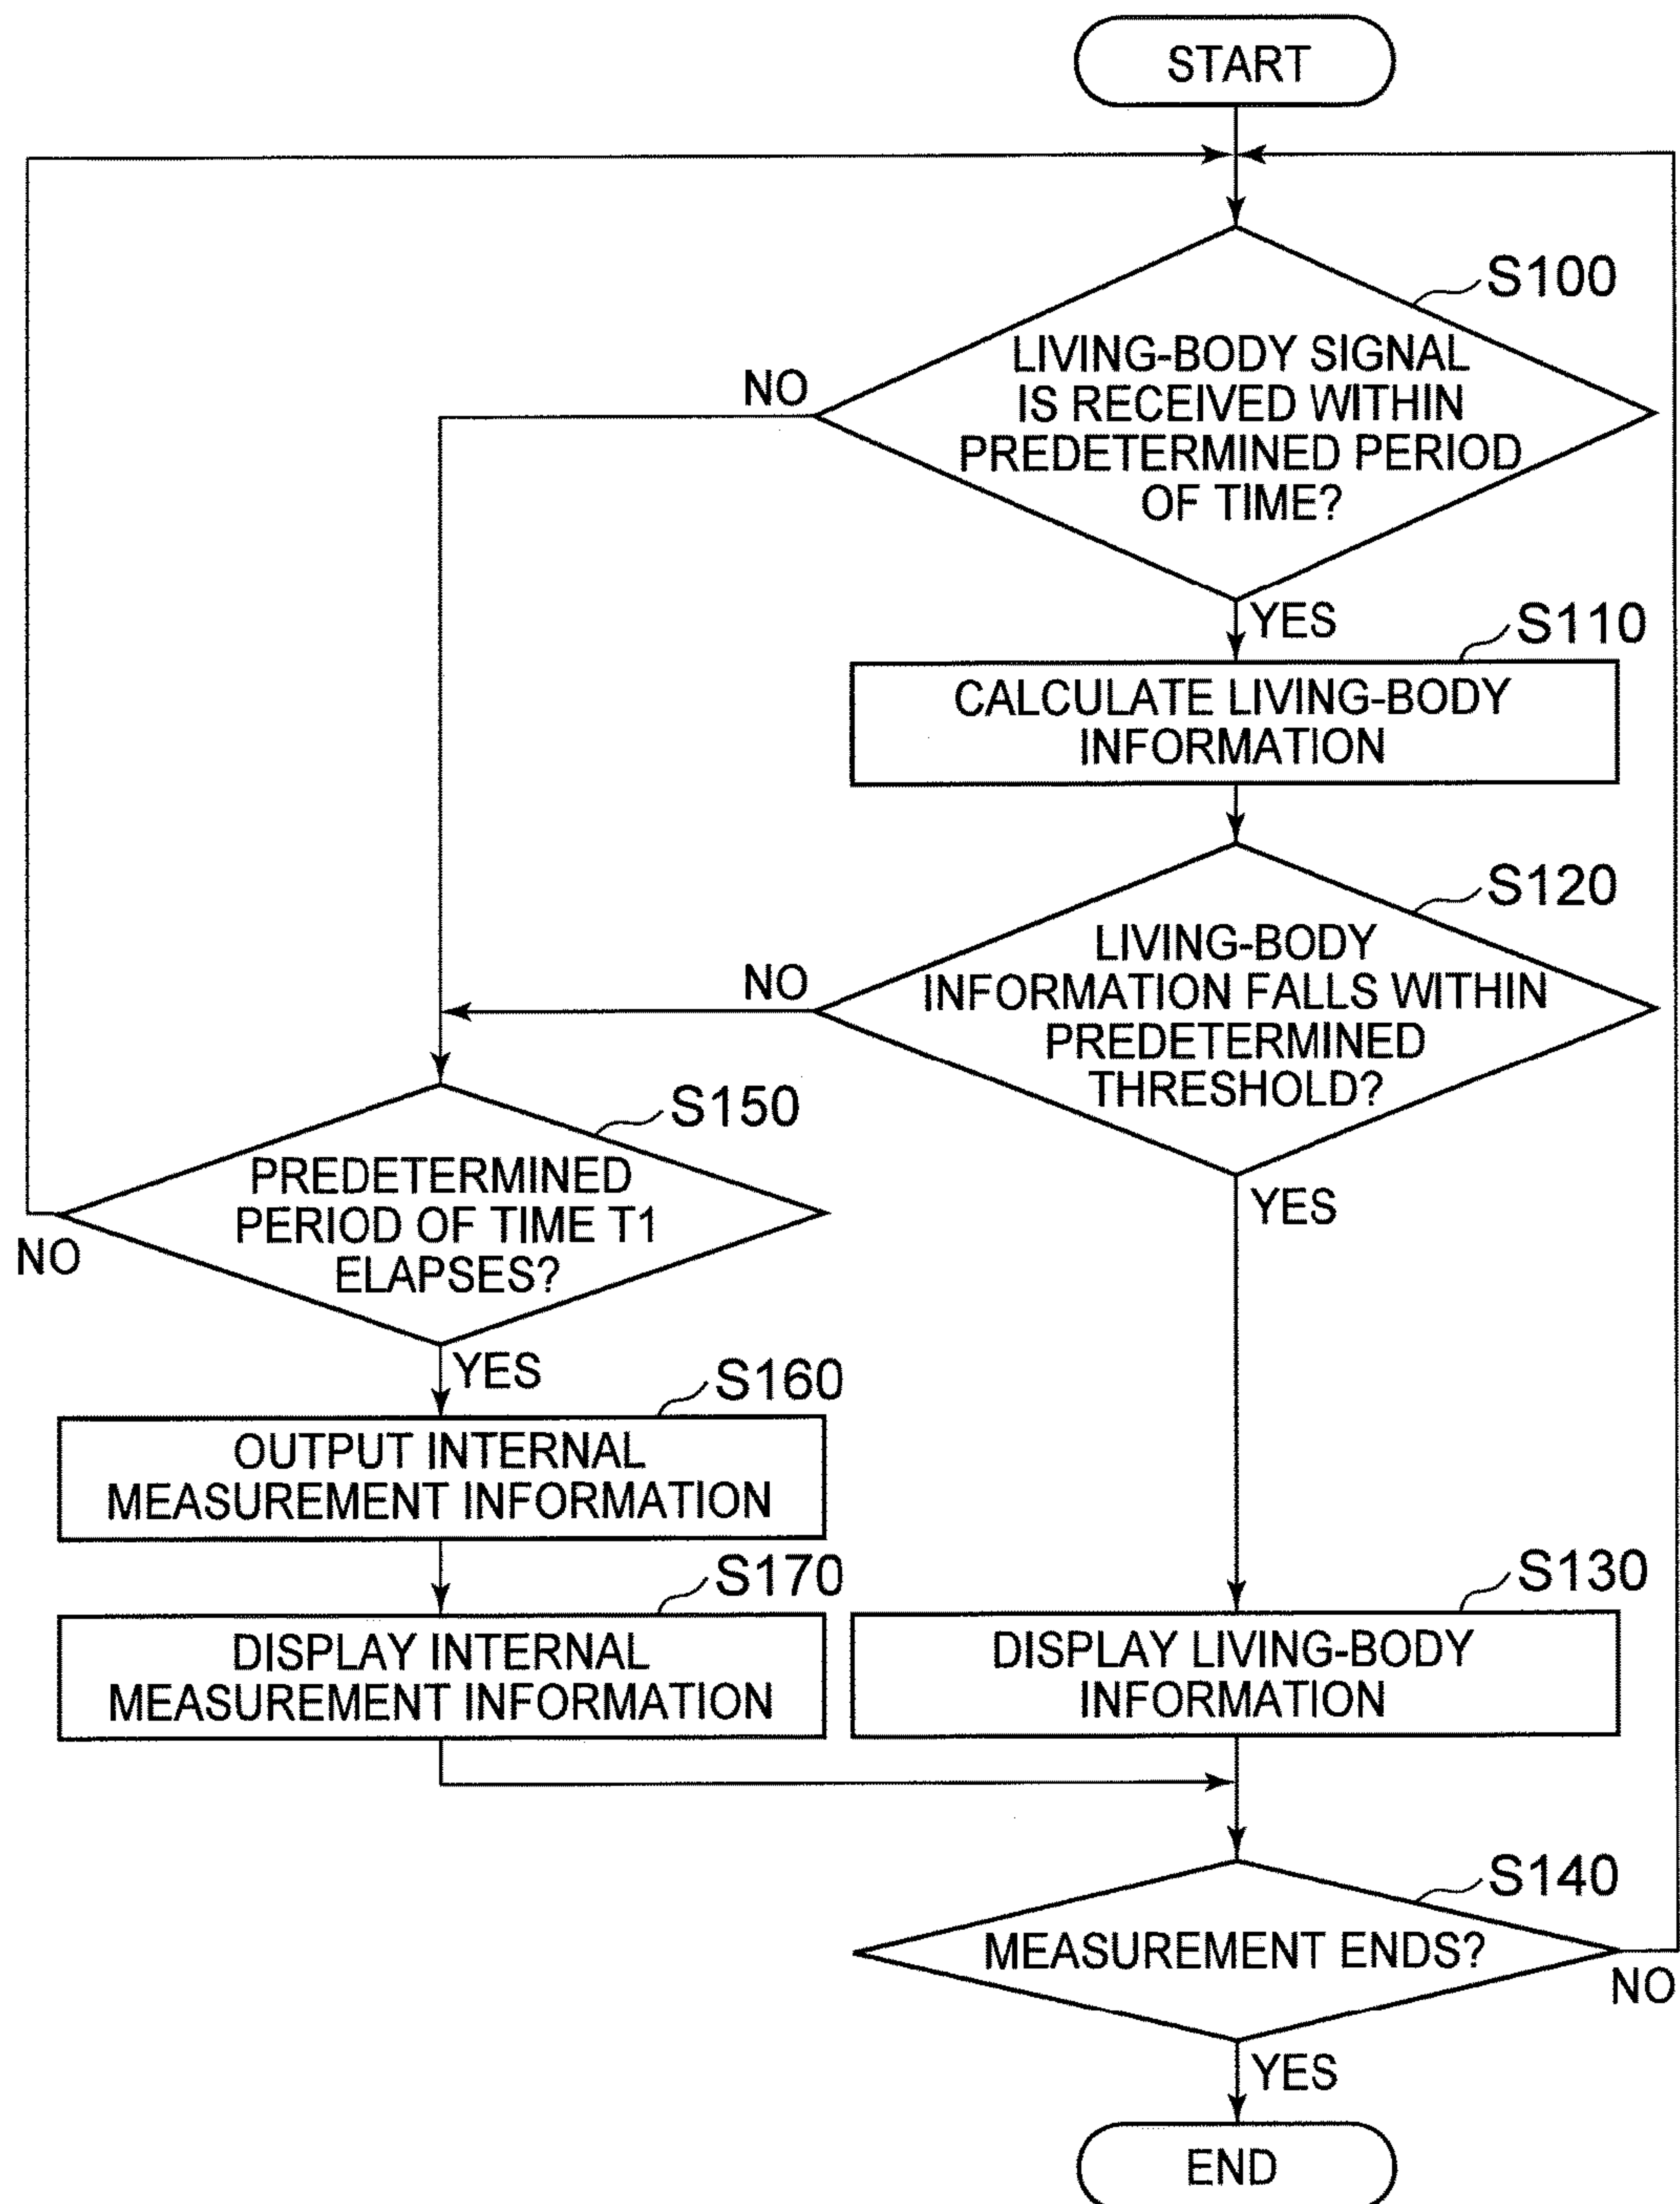 START
S100
LIVING-BODY SIGNAL
IS RECEIVED WITHIN
PREDETERMINED PERIOD
OF TIME?
NO
YES
S110
CALCULATE LIVING-BODY
INFORMATION
S120
LIVING-BODY
INFORMATION FALLS WITHIN
PREDETERMINED
THRESHOLD?
NO
YES
S150
PREDETERMINED
PERIOD OF TIME T1
ELAPSES?
NO
YES
S160
OUTPUT INTERNAL
MEASUREMENT INFORMATION
S170
DISPLAY INTERNAL
MEASUREMENT INFORMATION
S130
DISPLAY LIVING-BODY
INFORMATION
S140
MEASUREMENT ENDS?
NO
YES
END